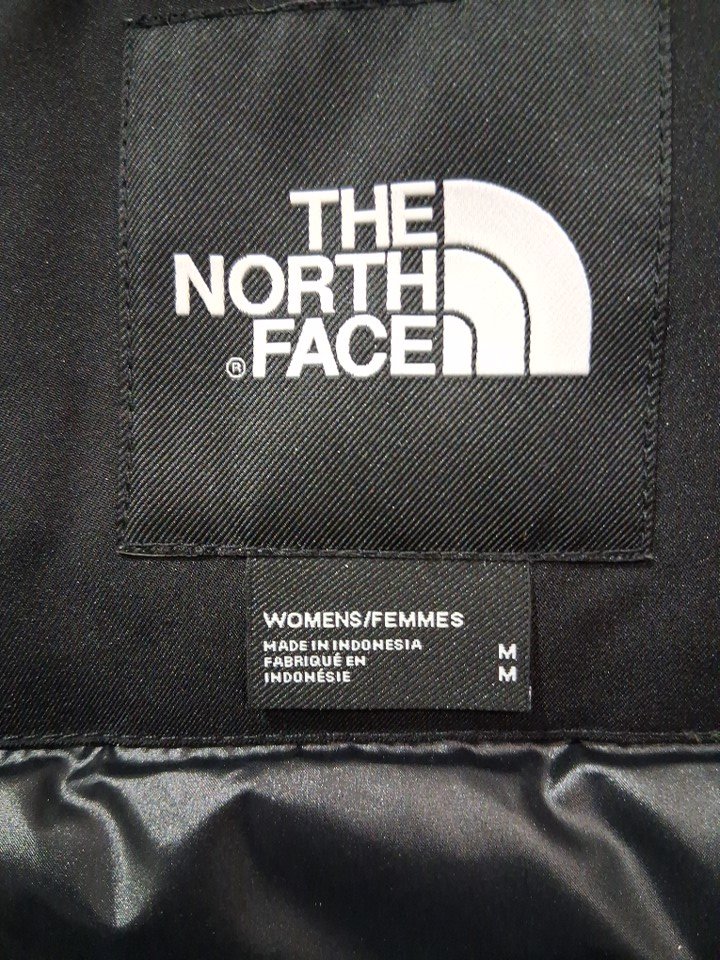 THE
NORTH
® FACE
WOMENS/FEMMES
MADE IN INDONESIA M
FABRIQUÉ EN
INDONÉSIE M